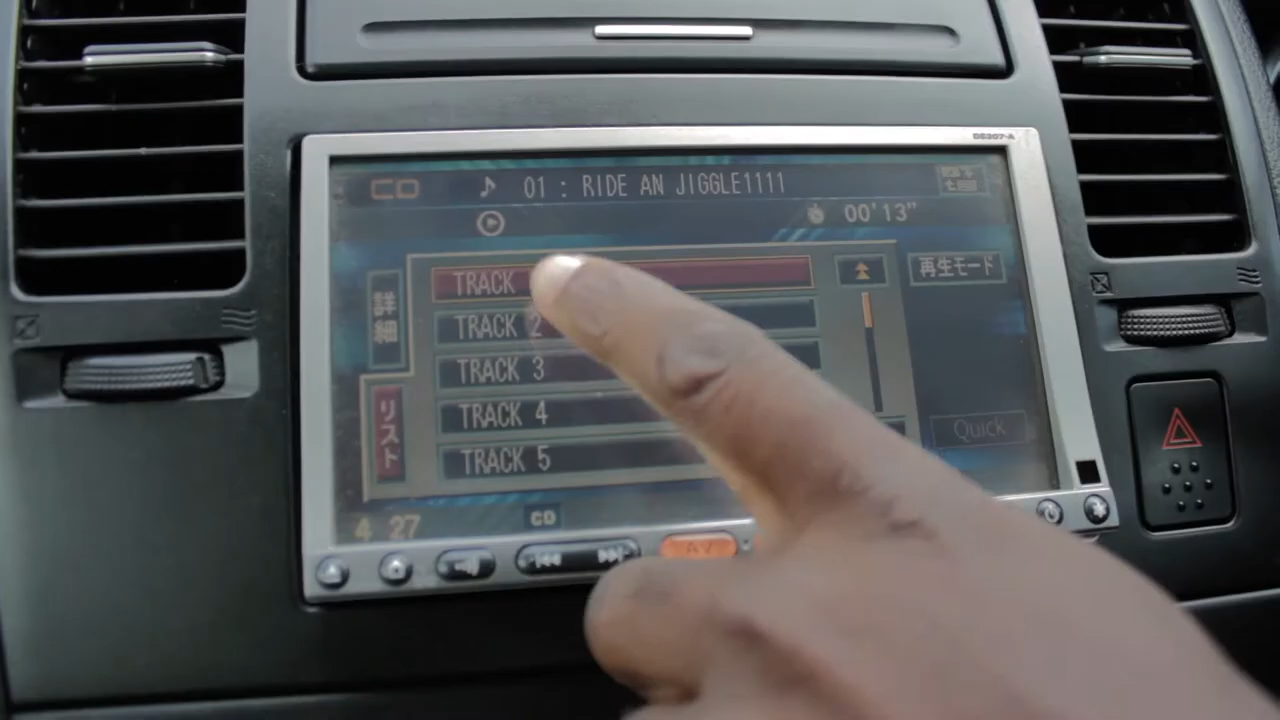 DS307-A
CD
01 : RIDE AN JIGGLE1111
00'13"
TRACK
再生モード
詳細
TRACK 2
TRACK 3
リスト
TRACK 4
Quick
TRACK 5
4 27
CD
AV